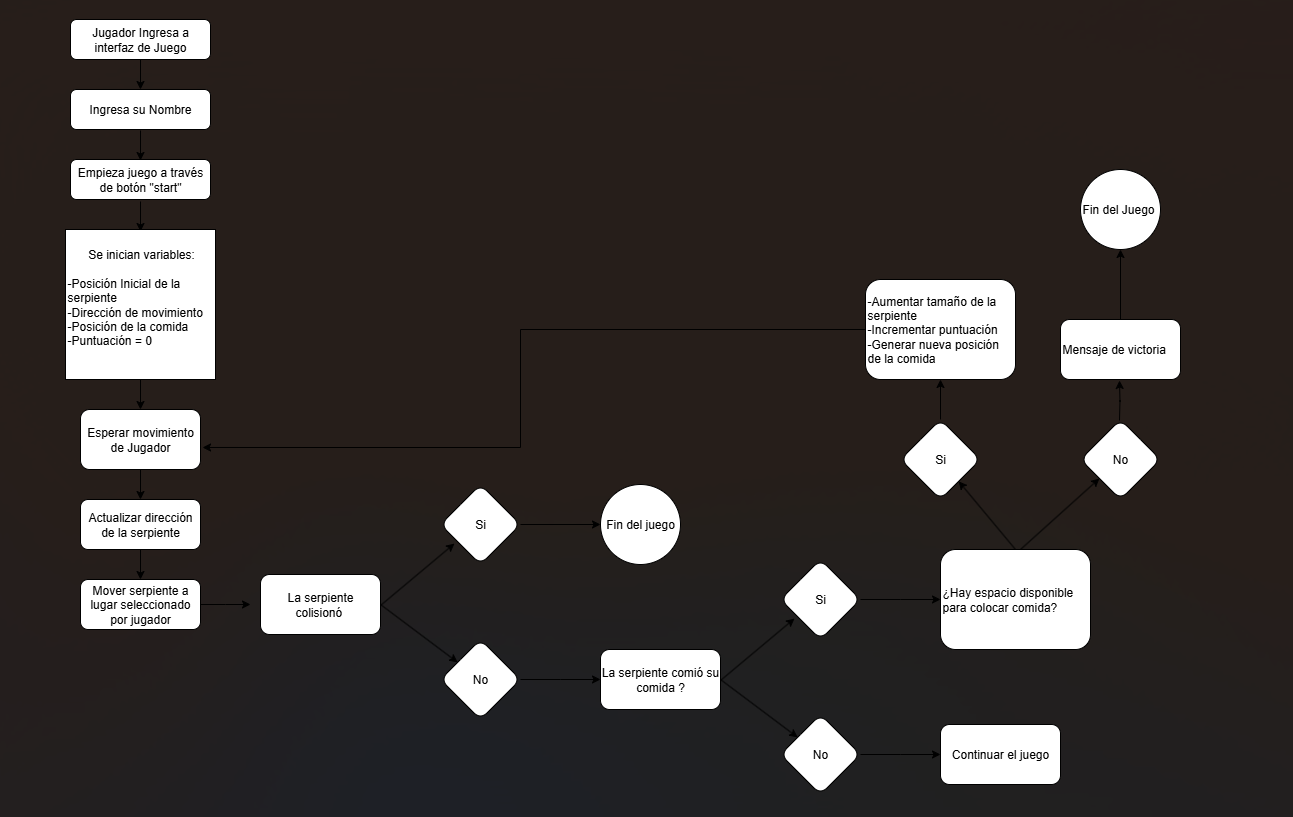 Jugador Ingresa a
interfaz de Juego
Ingresa su Nombre
Empieza juego a través
de botón "start"
Se inician variables:
-Posición Inicial de la
serpiente
-Dirección de movimiento
-Posición de la comida
-Puntuación = 0
Esperar movimiento
de Jugador
Actualizar dirección
de la serpiente
Mover serpiente a
lugar seleccionado
por jugador
La serpiente
colisionó
Si
Fin del juego
No
La serpiente comió su
comida ?
Si
¿Hay espacio disponible
para colocar comida?
Si
-Aumentar tamaño de la
serpiente
-Incrementar puntuación
-Generar nueva posición
de la comida
No
Mensaje de victoria
Fin del Juego
No
Continuar el juego